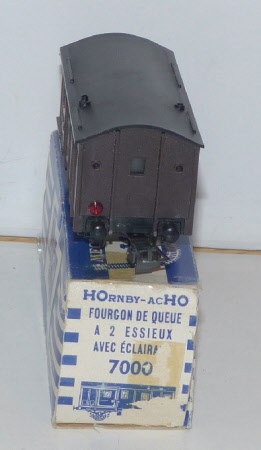 HORNBY-ACHO
FOURGON DE QUEUE
A 2 ESSIEUX
AVEC ÉCLAIRA
7000